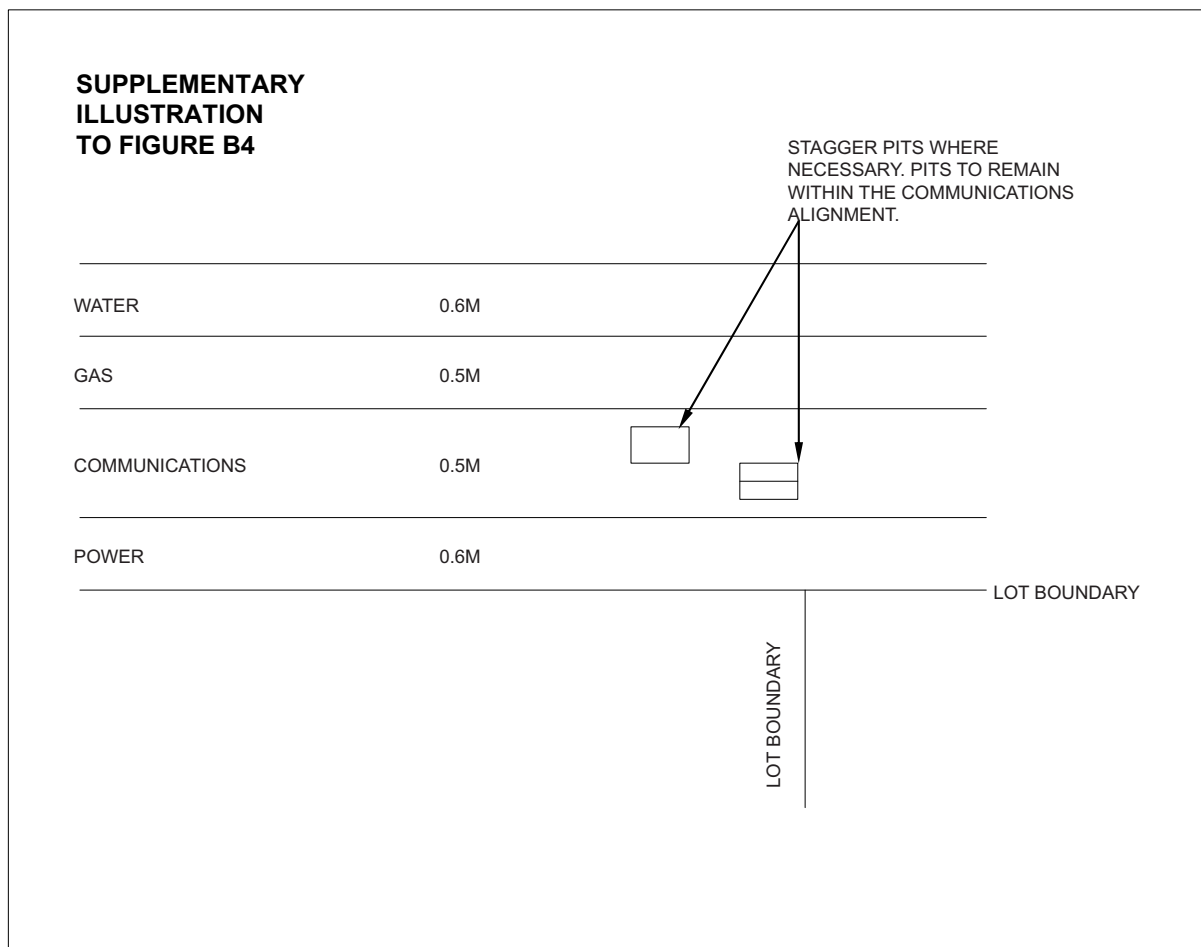 SUPPLEMENTARY
ILLUSTRATION
TO FIGURE B4
STAGGER PITS WHERE
NECESSARY. PITS TO REMAIN
WITHIN THE COMMUNICATIONS
ALIGNMENT.
WATER 0.6M
GAS 0.5M
COMMUNICATIONS 0.5M
POWER 0.6M
LOT BOUNDARY
LOT BOUNDARY